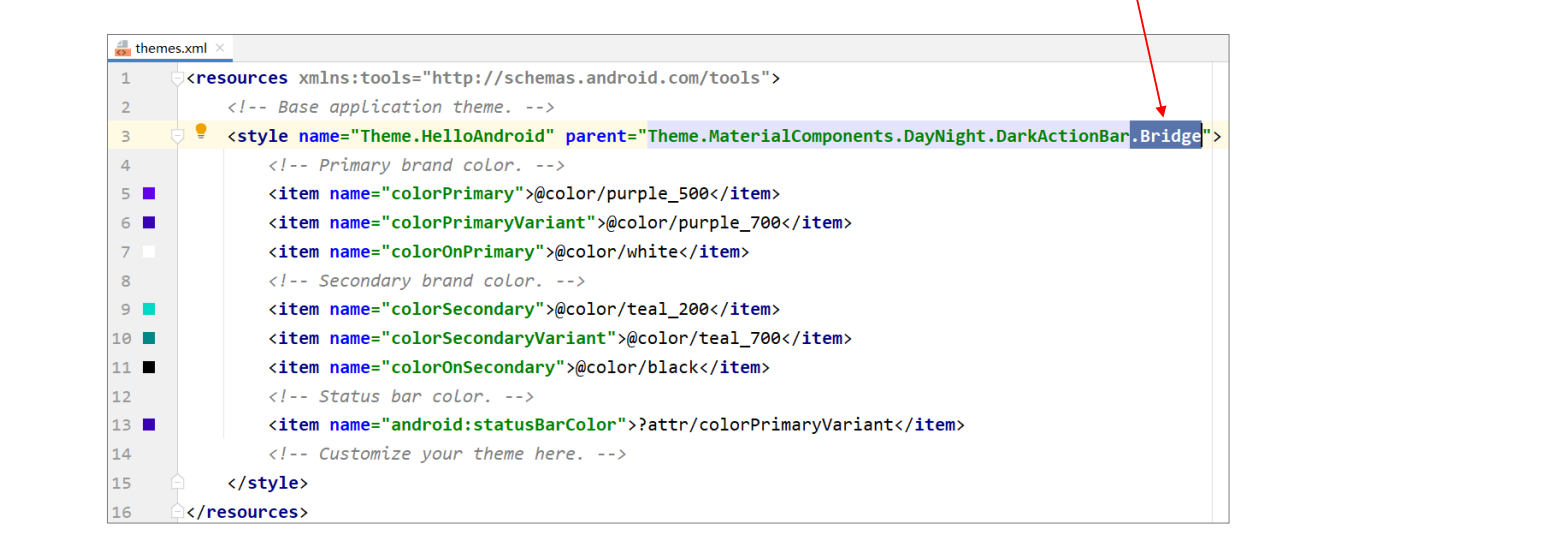 themes.xml
1 <resources xmlns:tools="http://schemas.android.com/tools">
2 <!-- Base application theme. -->
3 <style name="Theme.HelloAndroid" parent="Theme.MaterialComponents.DayNight.DarkActionBar.Bridge">
4 <!-- Primary brand color. -->
5 <item name="colorPrimary">@color/purple_500</item>
6 <item name="colorPrimaryVariant">@color/purple_700</item>
7 <item name="colorOnPrimary">@color/white</item>
8 <!-- Secondary brand color. -->
9 <item name="colorSecondary">@color/teal_200</item>
10 <item name="colorSecondaryVariant">@color/teal_700</item>
11 <item name="colorOnSecondary">@color/black</item>
12 <!-- Status bar color. -->
13 <item name="android:statusBarColor">?attr/colorPrimaryVariant</item>
14 <!-- Customize your theme here. -->
15 </style>
16 </resources>